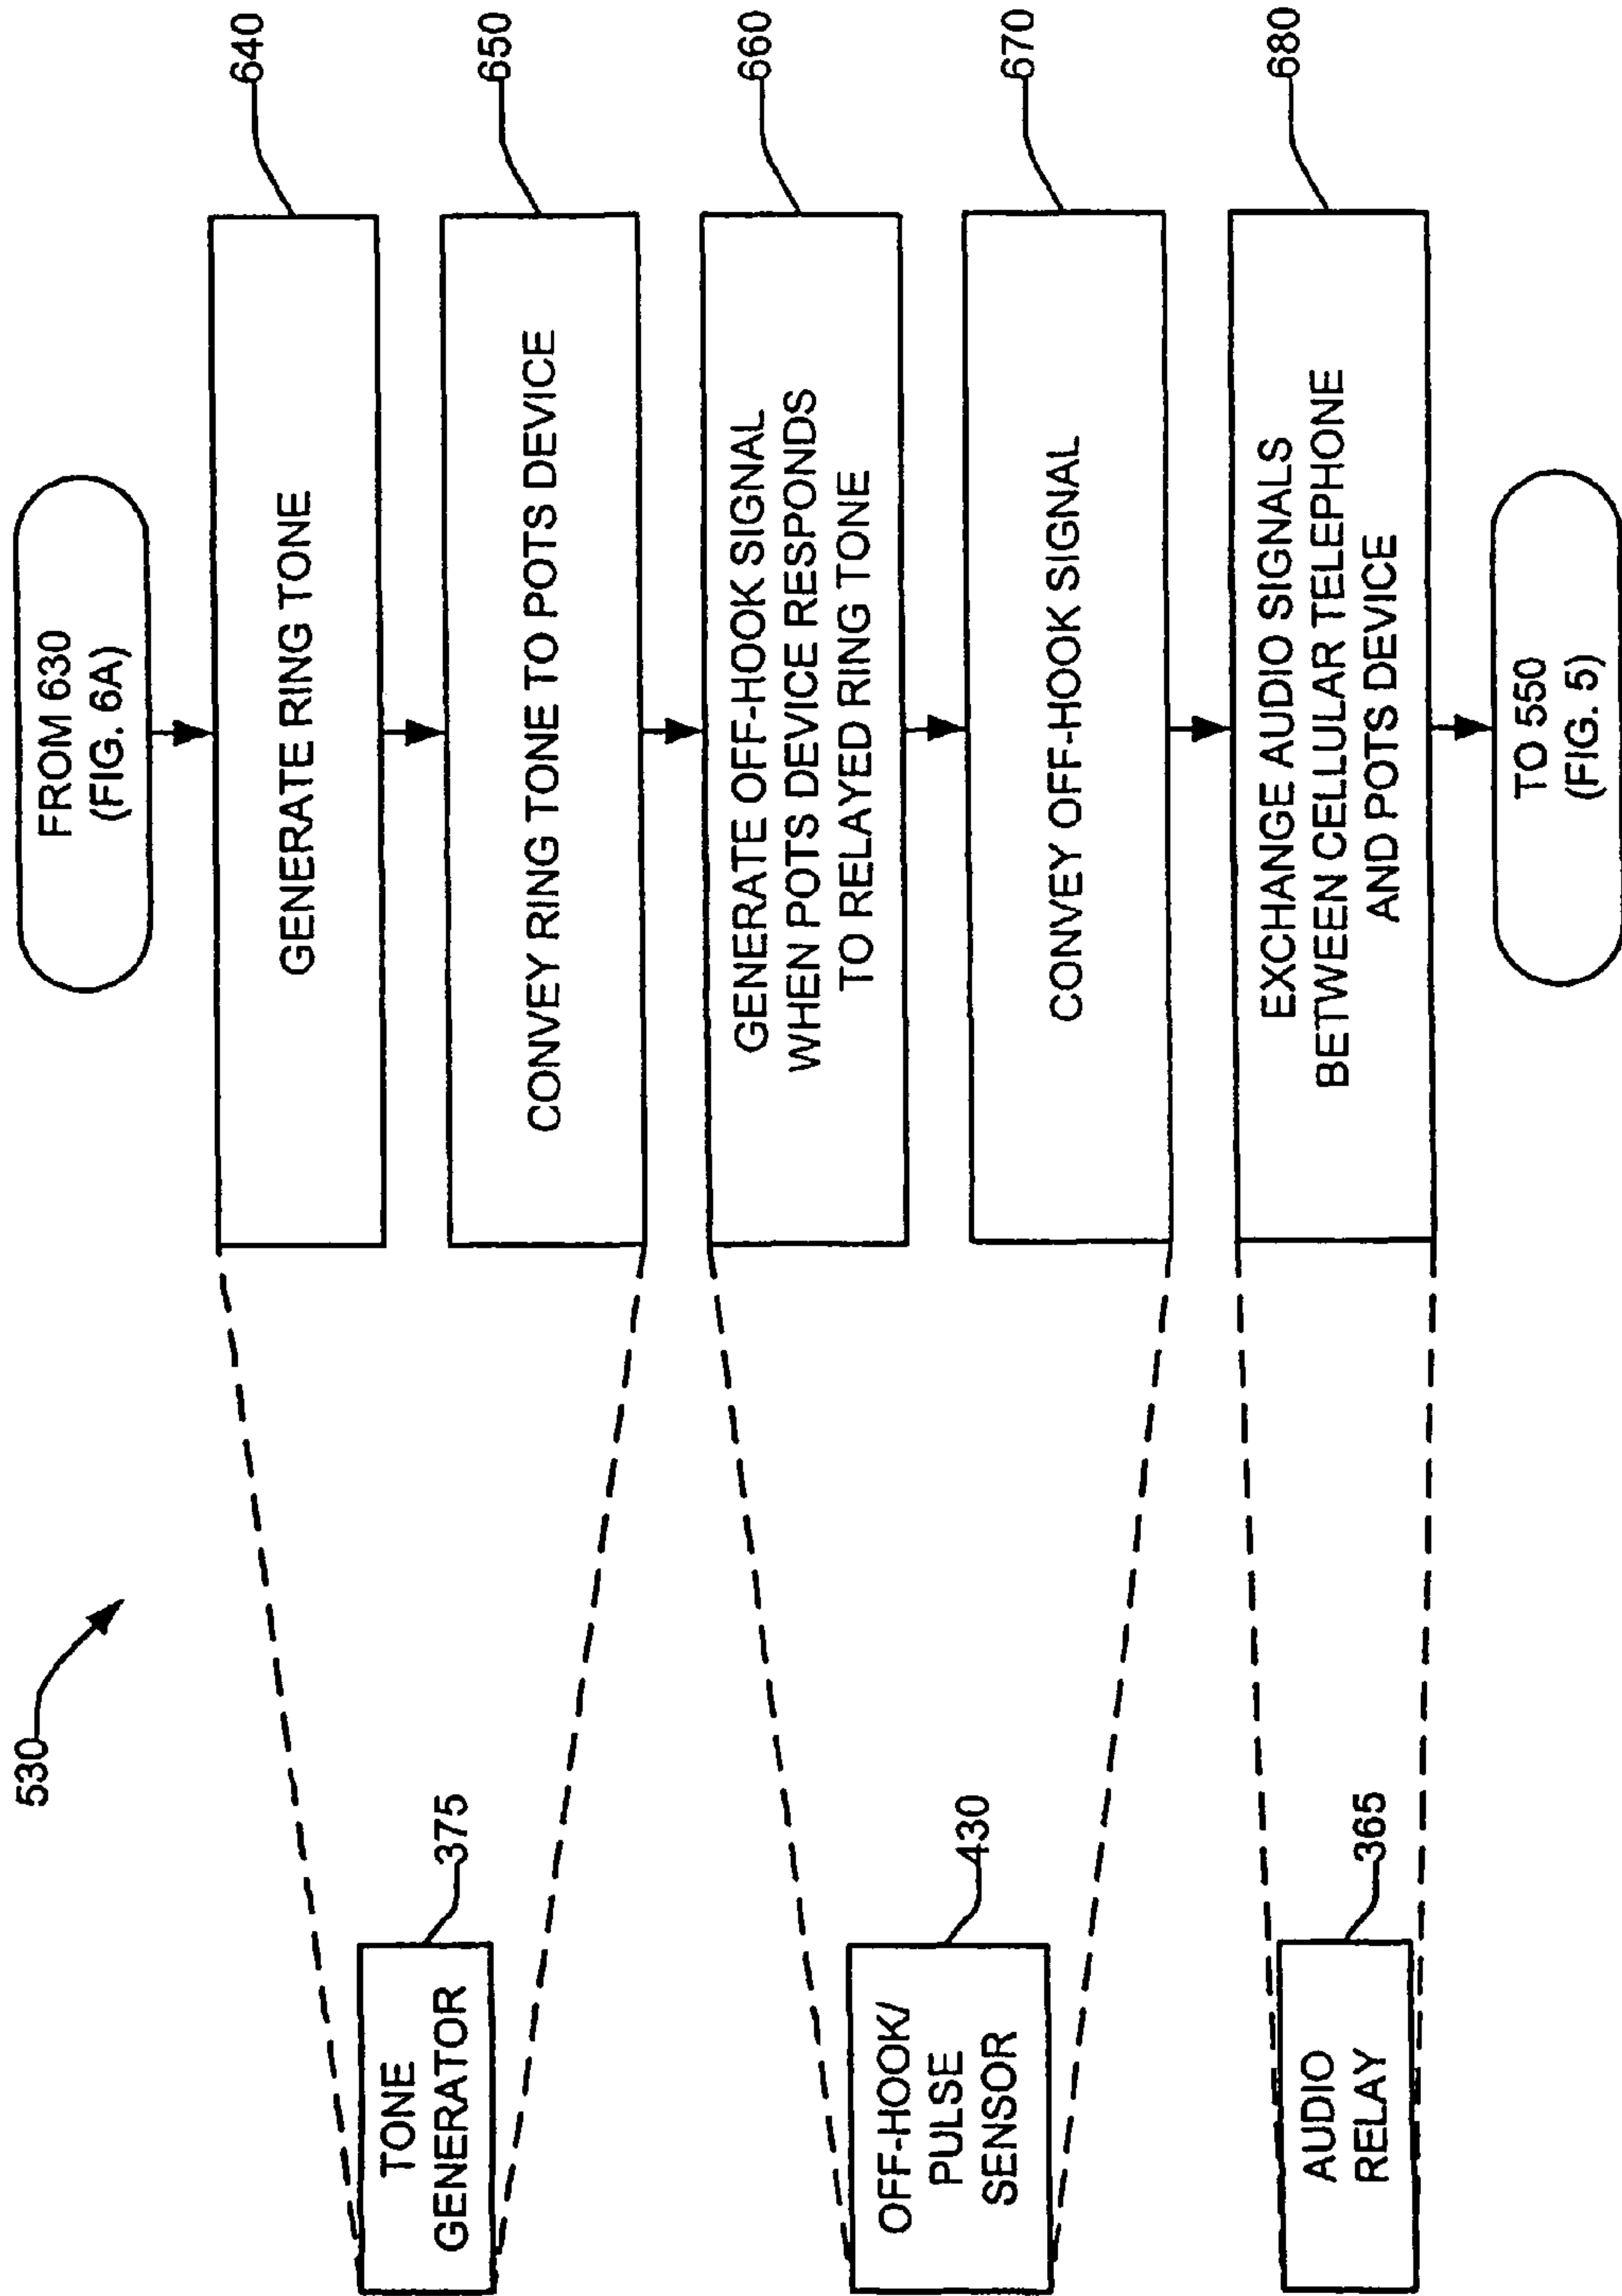 530
FROM 630
(FIG. 6A)
GENERATE RING TONE
640
TONE
GENERATOR
375
CONVEY RING TONE TO POTS DEVICE
650
GENERATE OFF-HOOK SIGNAL
WHEN POTS DEVICE RESPONDS
TO RELAYED RING TONE
660
OFF-HOOK/
PULSE
SENSOR
430
CONVEY OFF-HOOK SIGNAL
670
EXCHANGE AUDIO SIGNALS
BETWEEN CELLULAR TELEPHONE
AND POTS DEVICE
680
AUDIO
RELAY
365
TO 550
(FIG. 5)